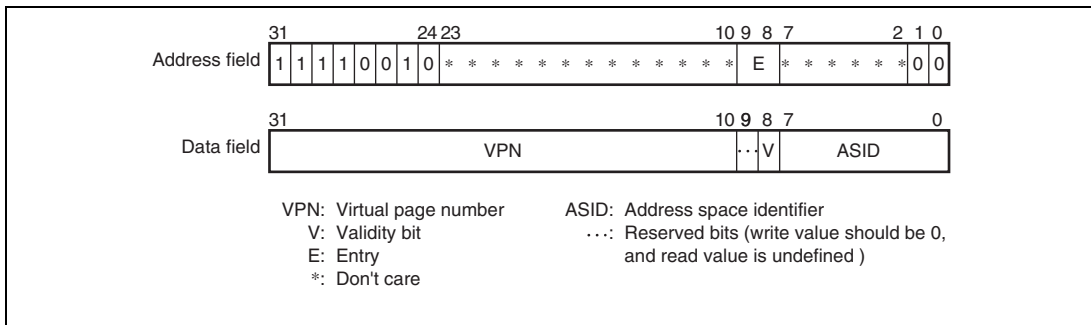 31 24 23 10 9 8 7 2 1 0
Address field 1 1 1 1 0 0 1 0 * * * * * * * * * * * * * E * * * * * * 0 0
31 10 9 8 7 0
Data field VPN ··· V ASID
VPN: Virtual page number ASID: Address space identifier
V: Validity bit ···: Reserved bits (write value should be 0,
E: Entry and read value is undefined )
*: Don't care